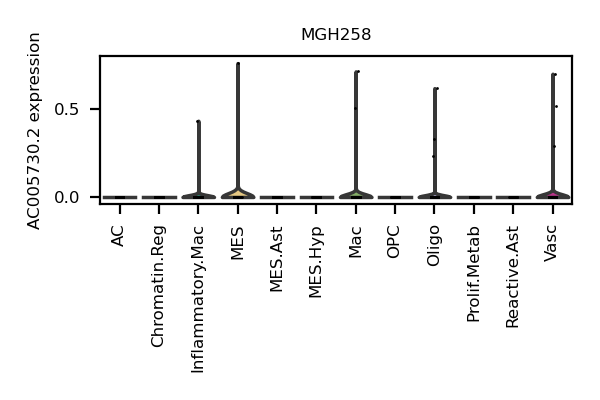 MGH258
AC005730.2 expression
0.5
0.0
AC
Chromatin.Reg
Inflammatory.Mac
MES
MES.Ast
MES.Hyp
Mac
OPC
Oligo
Prolif.Metab
Reactive.Ast
Vasc